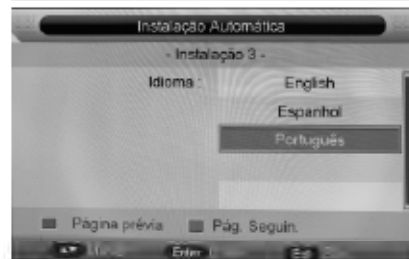 Instalação Automática
- Instalação 3 -
Idioma : English
Espanhol
Português
Página prévia Pág. Seguin.
Enter